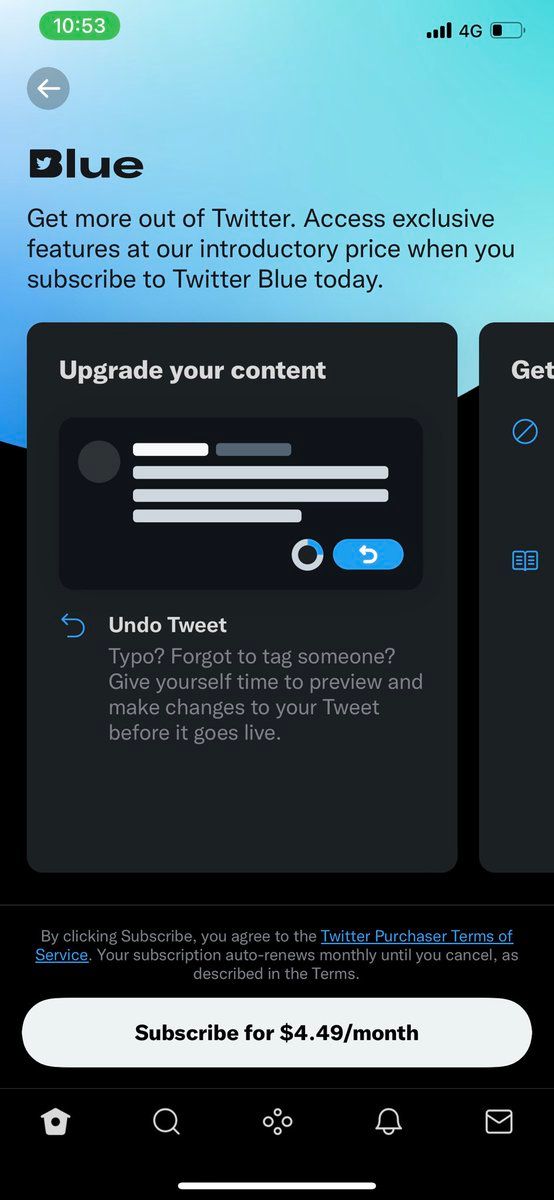 10:53
4G
Blue
Get more out of Twitter. Access exclusive
features at our introductory price when you
subscribe to Twitter Blue today.
Upgrade your content
Get
Undo Tweet
Typo? Forgot to tag someone?
Give yourself time to preview and
make changes to your Tweet
before it goes live.
By clicking Subscribe, you agree to the Twitter Purchaser Terms of
Service. Your subscription auto-renews monthly until you cancel, as
described in the Terms.
Subscribe for $4.49/month